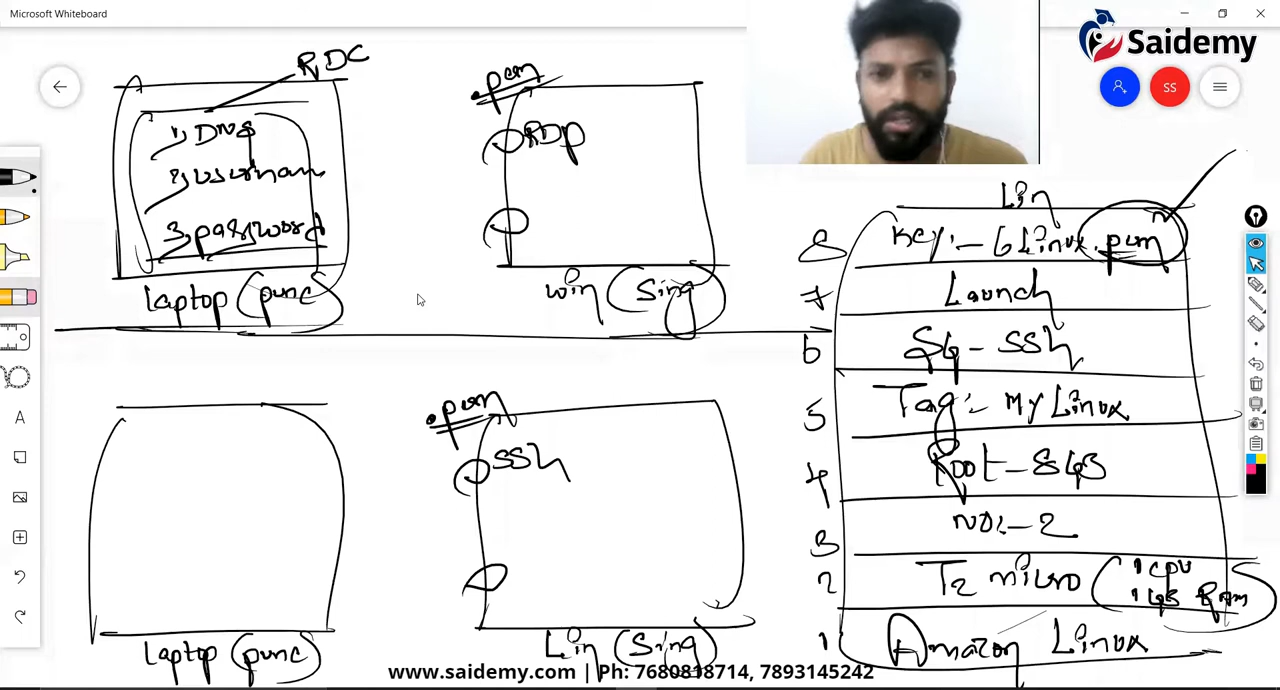 Microsoft Whiteboard
Saidemy
SS
RDC
1) DNS
2) username
3. password
laptop (pune)
.pem
RDP
win (Sing)
Lin
8 Key:- 6Linux.pem
7 Launch
6 SG - SSH
5 Tag:- My Linux
4 Root - 8GB
3 NO:- 2
2 T2 micro (1 CPU
1 GB RAM)
1 Amazon Linux
laptop (pune)
.pem
SSH
Lin (Sing)
A
www.saidemy.com | Ph: 7680818714, 7893145242